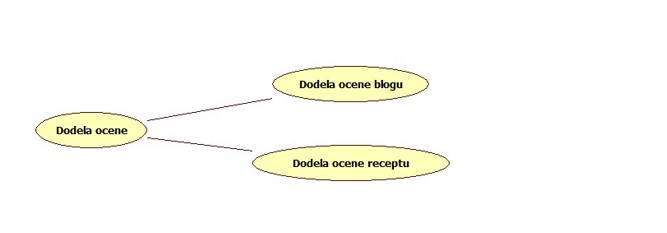 Dodela ocene blogu
Dodela ocene
Dodela ocene receptu